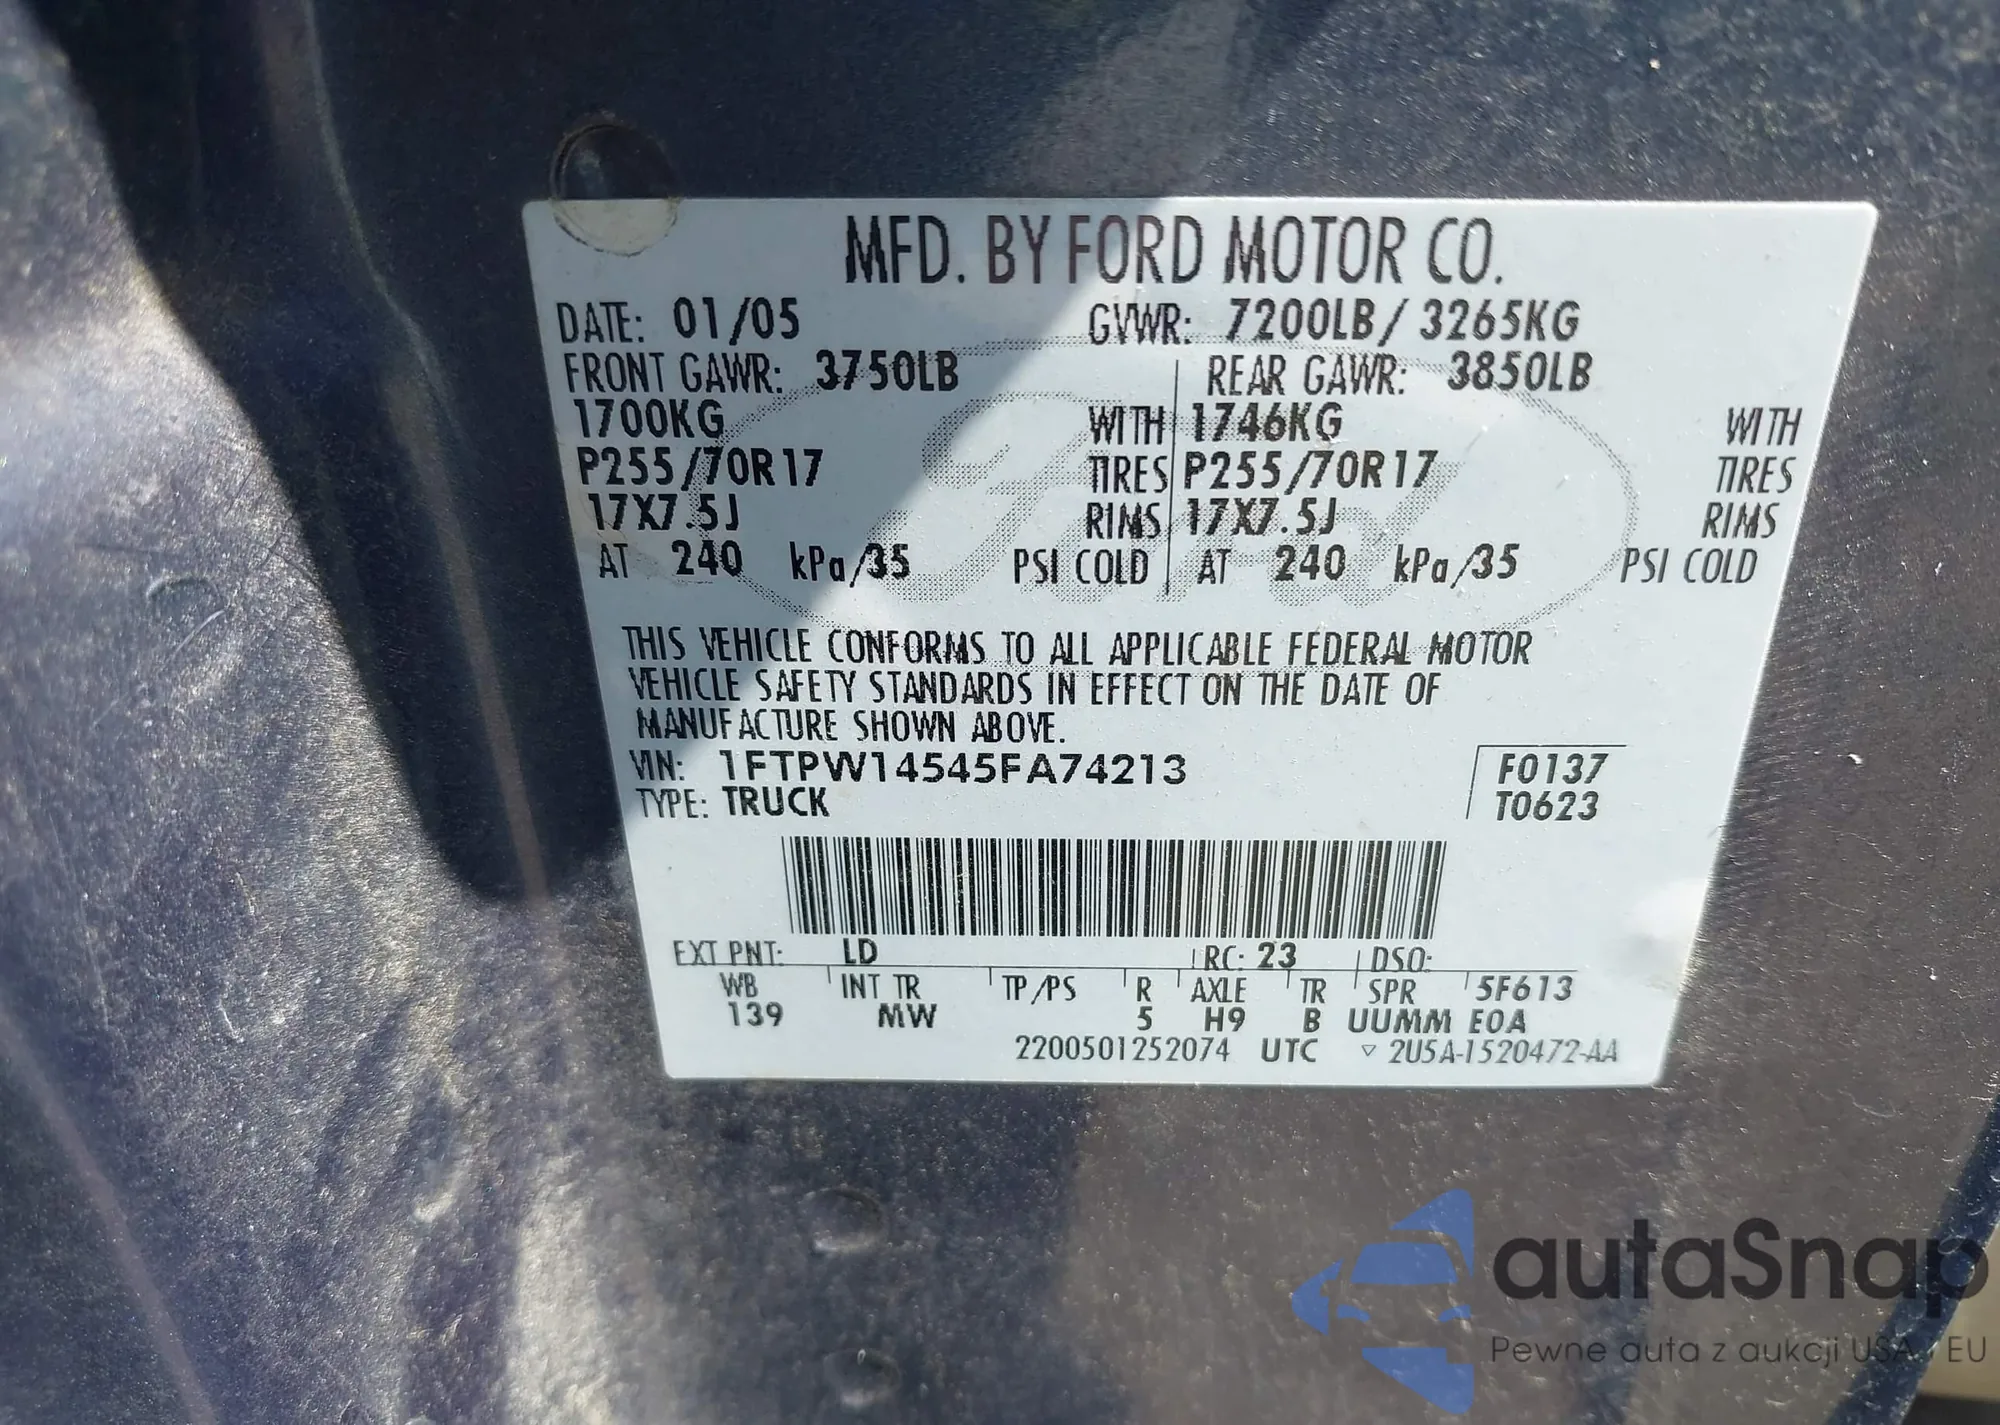 MFD. BY FORD MOTOR CO.
DATE: 01/05 GVWR: 7200LB/ 3265KG
FRONT GAWR: 3750LB REAR GAWR: 3850LB
1700KG WITH 1746KG WITH
P255/70R17 TIRES P255/70R17 TIRES
17X7.5J RIMS 17X7.5J RIMS
AT 240 kPa/35 PSI COLD AT 240 kPa/35 PSI COLD
Ford
THIS VEHICLE CONFORMS TO ALL APPLICABLE FEDERAL MOTOR
VEHICLE SAFETY STANDARDS IN EFFECT ON THE DATE OF
MANUFACTURE SHOWN ABOVE.
VIN: 1FTPW14545FA74213 F0137
TYPE: TRUCK T0623
EXT PNT: LD RC: 23 DSO:
WB INT TR TP/PS R AXLE TR SPR 5F613
139 MW 5 H9 B UUMM E0A
2200501252074 UTC ▽ 2U5A-1520472-AA
autaSnap
Pewne auta z aukcji USA i EU